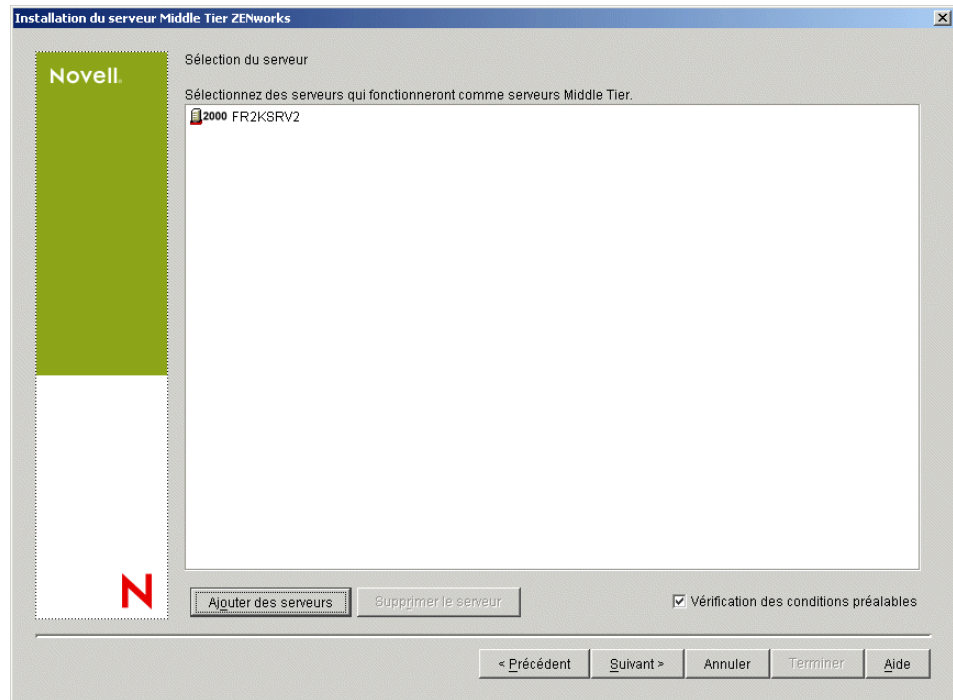 Installation du serveur Middle Tier ZENworks
Novell.
Sélection du serveur
Sélectionnez des serveurs qui fonctionneront comme serveurs Middle Tier.
2000 FR2KSRV2
N
Ajouter des serveurs
Supprimer le serveur
Vérification des conditions préalables
< Précédent
Suivant >
Annuler
Terminer
Aide